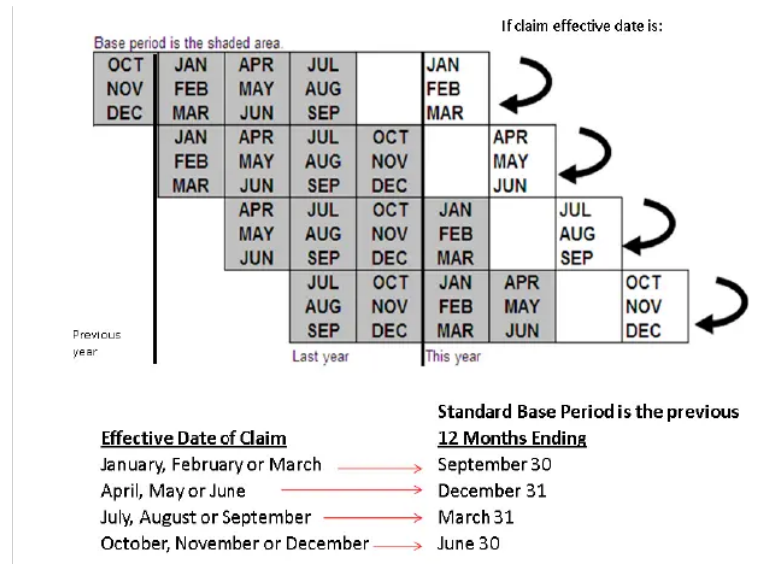 If claim effective date is:
Base period is the shaded area.
OCT JAN APR JUL JAN
NOV FEB MAY AUG FEB
DEC MAR JUN SEP MAR
JAN APR JUL OCT APR
FEB MAY AUG NOV MAY
MAR JUN SEP DEC JUN
APR JUL OCT JAN JUL
MAY AUG NOV FEB AUG
JUN SEP DEC MAR SEP
JUL OCT JAN APR OCT
AUG NOV FEB MAY NOV
SEP DEC MAR JUN DEC
Previous
year
Last year This year
Standard Base Period is the previous
Effective Date of Claim 12 Months Ending
January, February or March September 30
April, May or June December 31
July, August or September March 31
October, November or December June 30